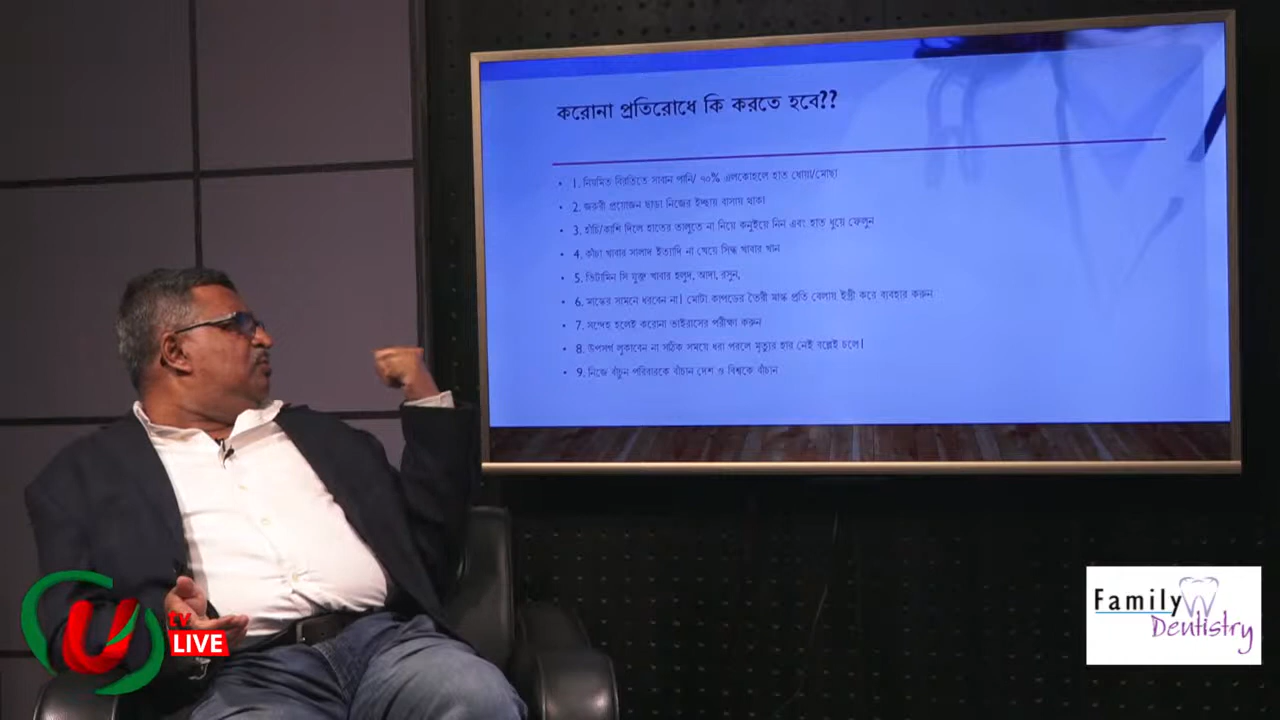 করোনা প্রতিরোধে কি করতে হবে??
• 1. নিয়মিত বিরতিতে সাবান পানি/ ৭০% এলকোহলে হাত ধোয়া/মোছা
• 2. জরুরী প্রয়োজন ছাড়া নিজের ইচ্ছায় বাসায় থাকা
• 3. হাঁচি/কাশি দিলে হাতের তালুতে না নিয়ে কনুইয়ে নিন এবং হাত ধুয়ে ফেলুন
• 4. কাঁচা খাবার সালাদ ইত্যাদি না খেয়ে সিদ্ধ খাবার খান
• 5. ভিটামিন সি যুক্ত খাবার হলুদ, আদা, রসুন,
• 6. মাস্কের সামনে ধরবেন না। মোটা কাপড়ের তৈরী মাস্ক প্রতি বেলায় ইস্ত্রী করে ব্যবহার করুন
• 7. সন্দেহ হলেই করোনা ভাইরাসের পরীক্ষা করুন
• 8. উপসর্গ লুকাবেন না সঠিক সময়ে ধরা পরলে মৃত্যুর হার নেই বল্লেই চলে।
• 9. নিজে বাঁচুন পরিবারকে বাঁচান দেশ ও বিশ্বকে বাঁচান
U tv
LIVE
Family
Dentistry